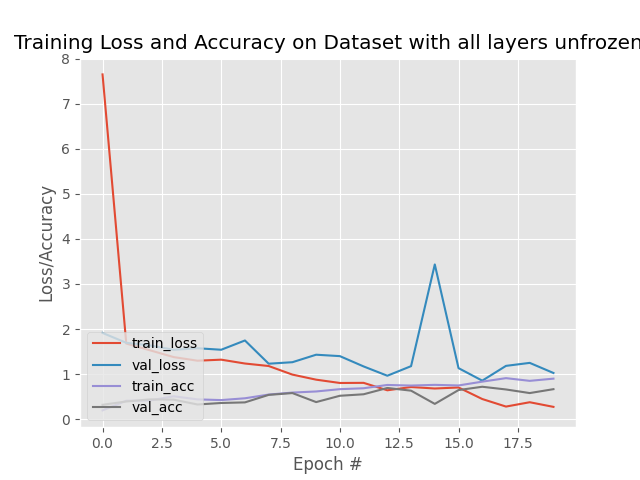 Training Loss and Accuracy on Dataset with all layers unfrozen
8
7
6
5
4
3
2
1
0
Loss/Accuracy
train_loss
val_loss
train_acc
val_acc
0.0 2.5 5.0 7.5 10.0 12.5 15.0 17.5
Epoch #